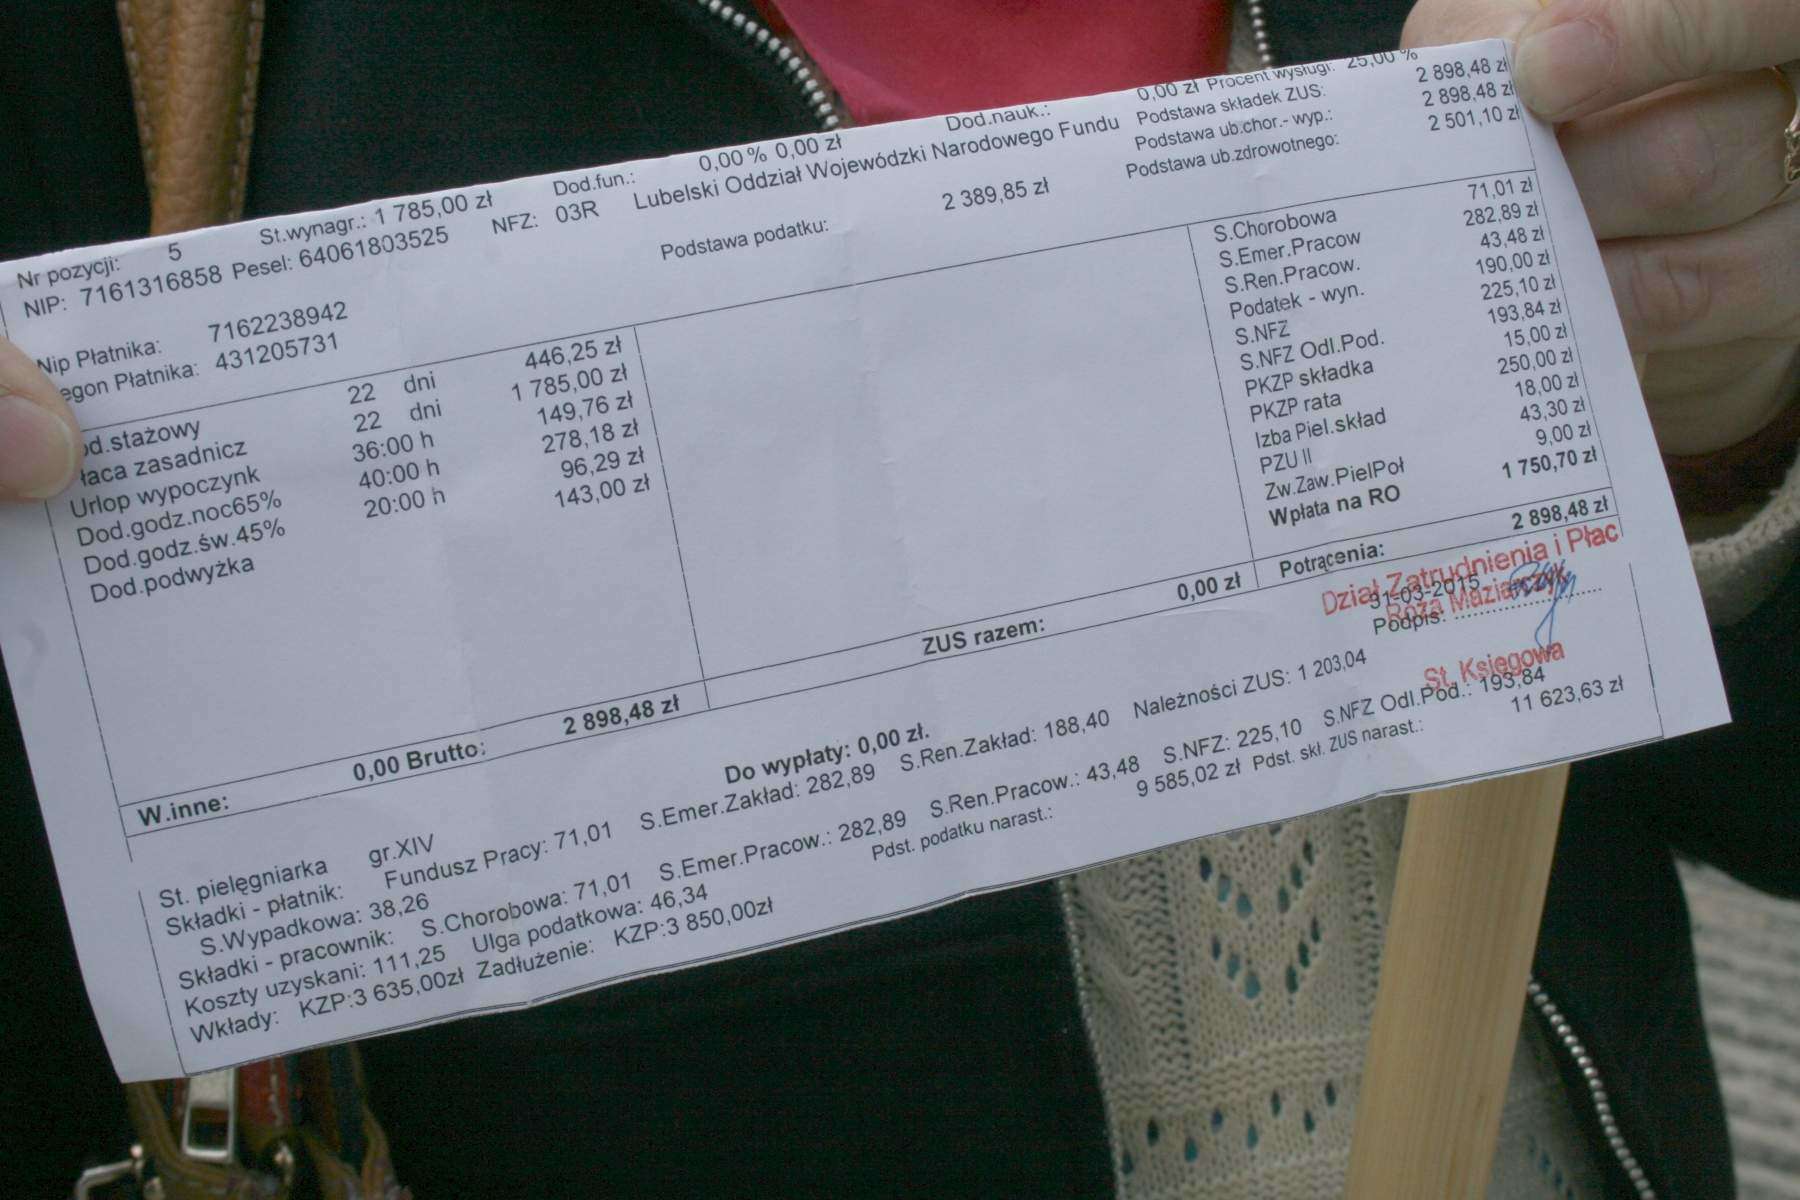 Nr pozycji: 5 St.wynagr.: 1 785,00 zł Dod.fun.: 0,00 % 0,00 zł Dod.nauk.: 0,00 zł Procent wysługi: 25,00 %
NIP: 7161316858 Pesel: 64061803525 NFZ: 03R Lubelski Oddział Wojewódzki Narodowego Fundu
Podstawa składek ZUS: 2 898,48 zł
Podstawa ub.chor.- wyp.: 2 898,48 zł
Podstawa ub.zdrowotnego: 2 501,10 zł
Nip Płatnika: 7162238942 Podstawa podatku: 2 389,85 zł
egon Płatnika: 431205731
od.stażowy 22 dni 446,25 zł
łaca zasadnicz 22 dni 1 785,00 zł
Urlop wypoczynk 36:00 h 149,76 zł
Dod.godz.noc65% 40:00 h 278,18 zł
Dod.godz.św.45% 20:00 h 96,29 zł
Dod.podwyżka 143,00 zł
S.Chorobowa 71,01 zł
S.Emer.Pracow 282,89 zł
S.Ren.Pracow. 43,48 zł
Podatek - wyn. 190,00 zł
S.NFZ 225,10 zł
S.NFZ Odl.Pod. 193,84 zł
PKZP składka 15,00 zł
PKZP rata 250,00 zł
Izba Piel.skład 18,00 zł
PZU II 43,30 zł
Zw.Zaw.PielPoł 9,00 zł
Wpłata na RO 1 750,70 zł
W.inne: 0,00 Brutto: 2 898,48 zł ZUS razem: 0,00 zł Potrącenia: 2 898,48 zł
Dział Zatrudnienia i Płac
31-03-2015
Róża Maziarczyk
Podpis: ....................
St. Księgowa
Do wypłaty: 0,00 zł.
St. pielęgniarka gr.XIV
Składki - płatnik: Fundusz Pracy: 71,01 S.Emer.Zakład: 282,89 S.Ren.Zakład: 188,40 Należności ZUS: 1 203,04
S.Wypadkowa: 38,26
Składki - pracownik: S.Chorobowa: 71,01 S.Emer.Pracow.: 282,89 S.Ren.Pracow.: 43,48 S.NFZ: 225,10 S.NFZ Odl.Pod.: 193,84
Koszty uzyskani: 111,25 Ulga podatkowa: 46,34 Pdst. podatku narast.: 9 585,02 zł Pdst. skł. ZUS narast.: 11 623,63 zł
Wkłady: KZP:3 635,00zł Zadłużenie: KZP:3 850,00zł